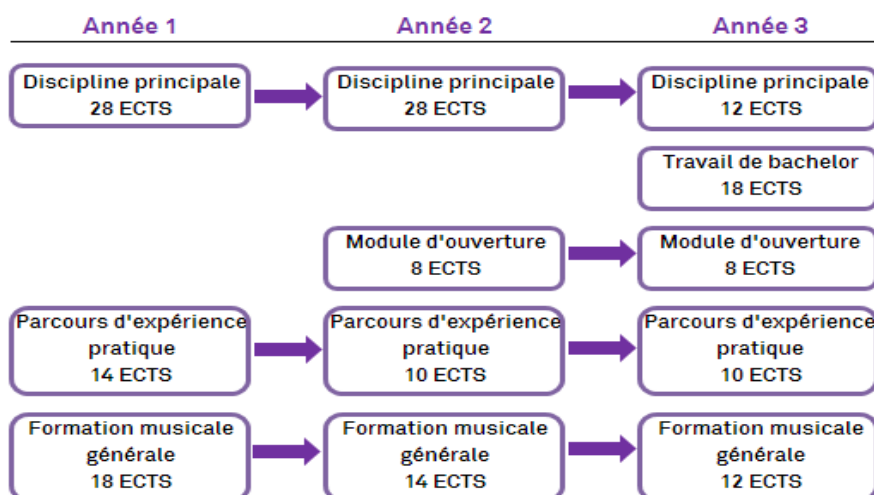 Année 1
Année 2
Année 3
Discipline principale
28 ECTS
Discipline principale
28 ECTS
Discipline principale
12 ECTS
Travail de bachelor
18 ECTS
Module d'ouverture
8 ECTS
Module d'ouverture
8 ECTS
Parcours d'expérience
pratique
14 ECTS
Parcours d'expérience
pratique
10 ECTS
Parcours d'expérience
pratique
10 ECTS
Formation musicale
générale
18 ECTS
Formation musicale
générale
14 ECTS
Formation musicale
générale
12 ECTS